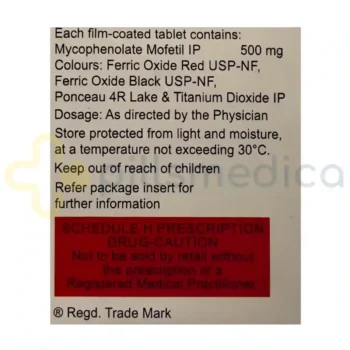 Each film-coated tablet contains:
Mycophenolate Mofetil IP 500 mg
Colours: Ferric Oxide Red USP-NF,
Ferric Oxide Black USP-NF,
Ponceau 4R Lake & Titanium Dioxide IP
Dosage: As directed by the Physician
Store protected from light and moisture,
at a temperature not exceeding 30°C.
pillsmedica
Keep out of reach of children
Refer package insert for
further information
SCHEDULE H PRESCRIPTION
DRUG-CAUTION
Not to be sold by retail without
the prescription of a
Registered Medical Practitioner
® Regd. Trade Mark